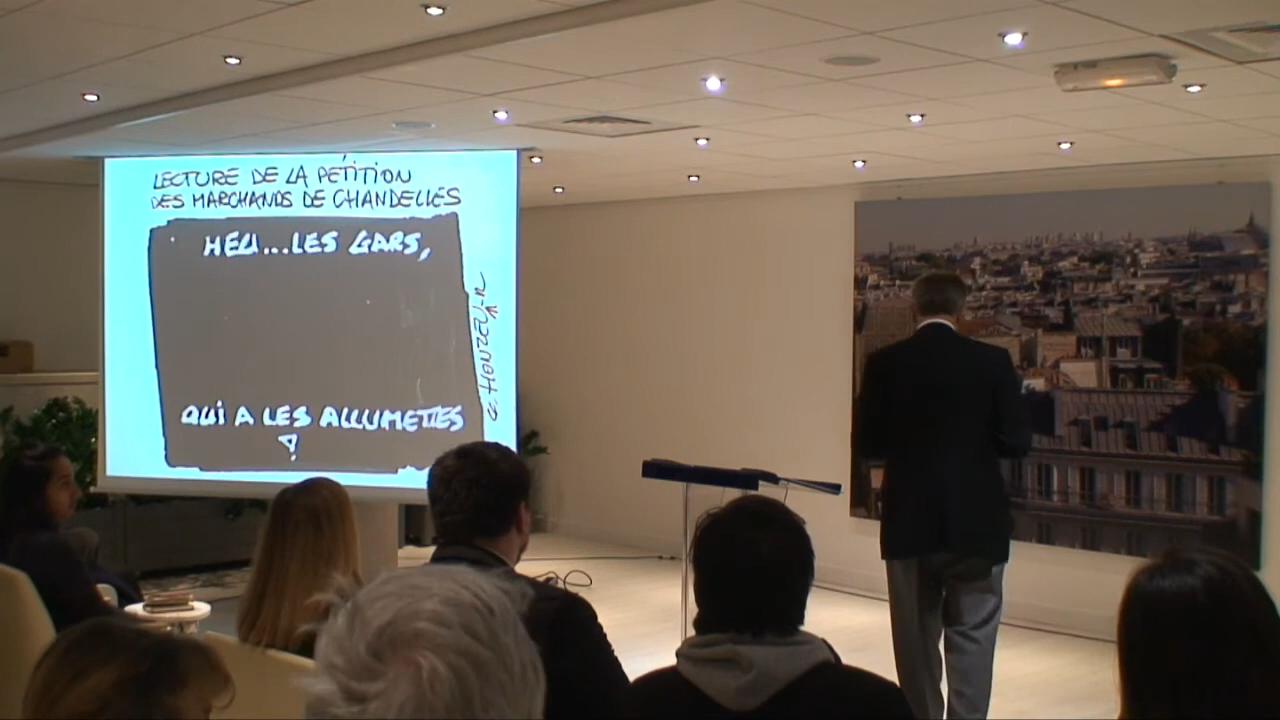 LECTURE DE LA PÉTITION
DES MARCHANDS DE CHANDELLES
HEU...LES GARS,
QUI A LES ALLUMETTES
?